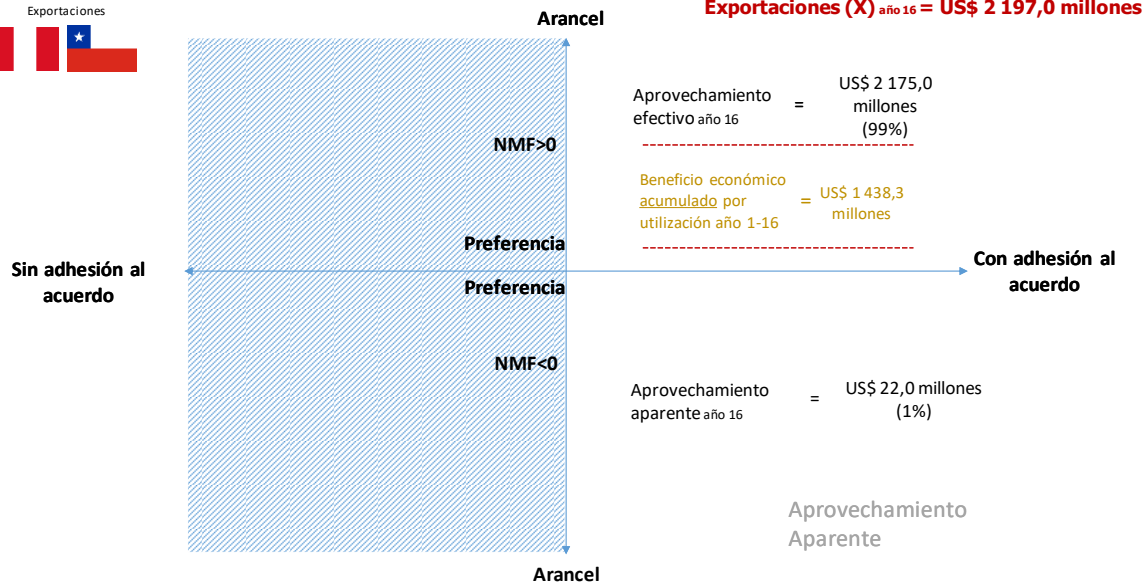 Exportaciones
Exportaciones (X) año 16 = US$ 2 197,0 millones
Arancel
Aprovechamiento
efectivo año 16
=
US$ 2 175,0
millones
(99%)
NMF>0
Beneficio económico
acumulado por
utilización año 1-16
=
US$ 1 438,3
millones
Preferencia
Sin adhesión al
acuerdo
Con adhesión al
acuerdo
Preferencia
NMF<0
Aprovechamiento
aparente año 16
=
US$ 22,0 millones
(1%)
Aprovechamiento
Aparente
Arancel